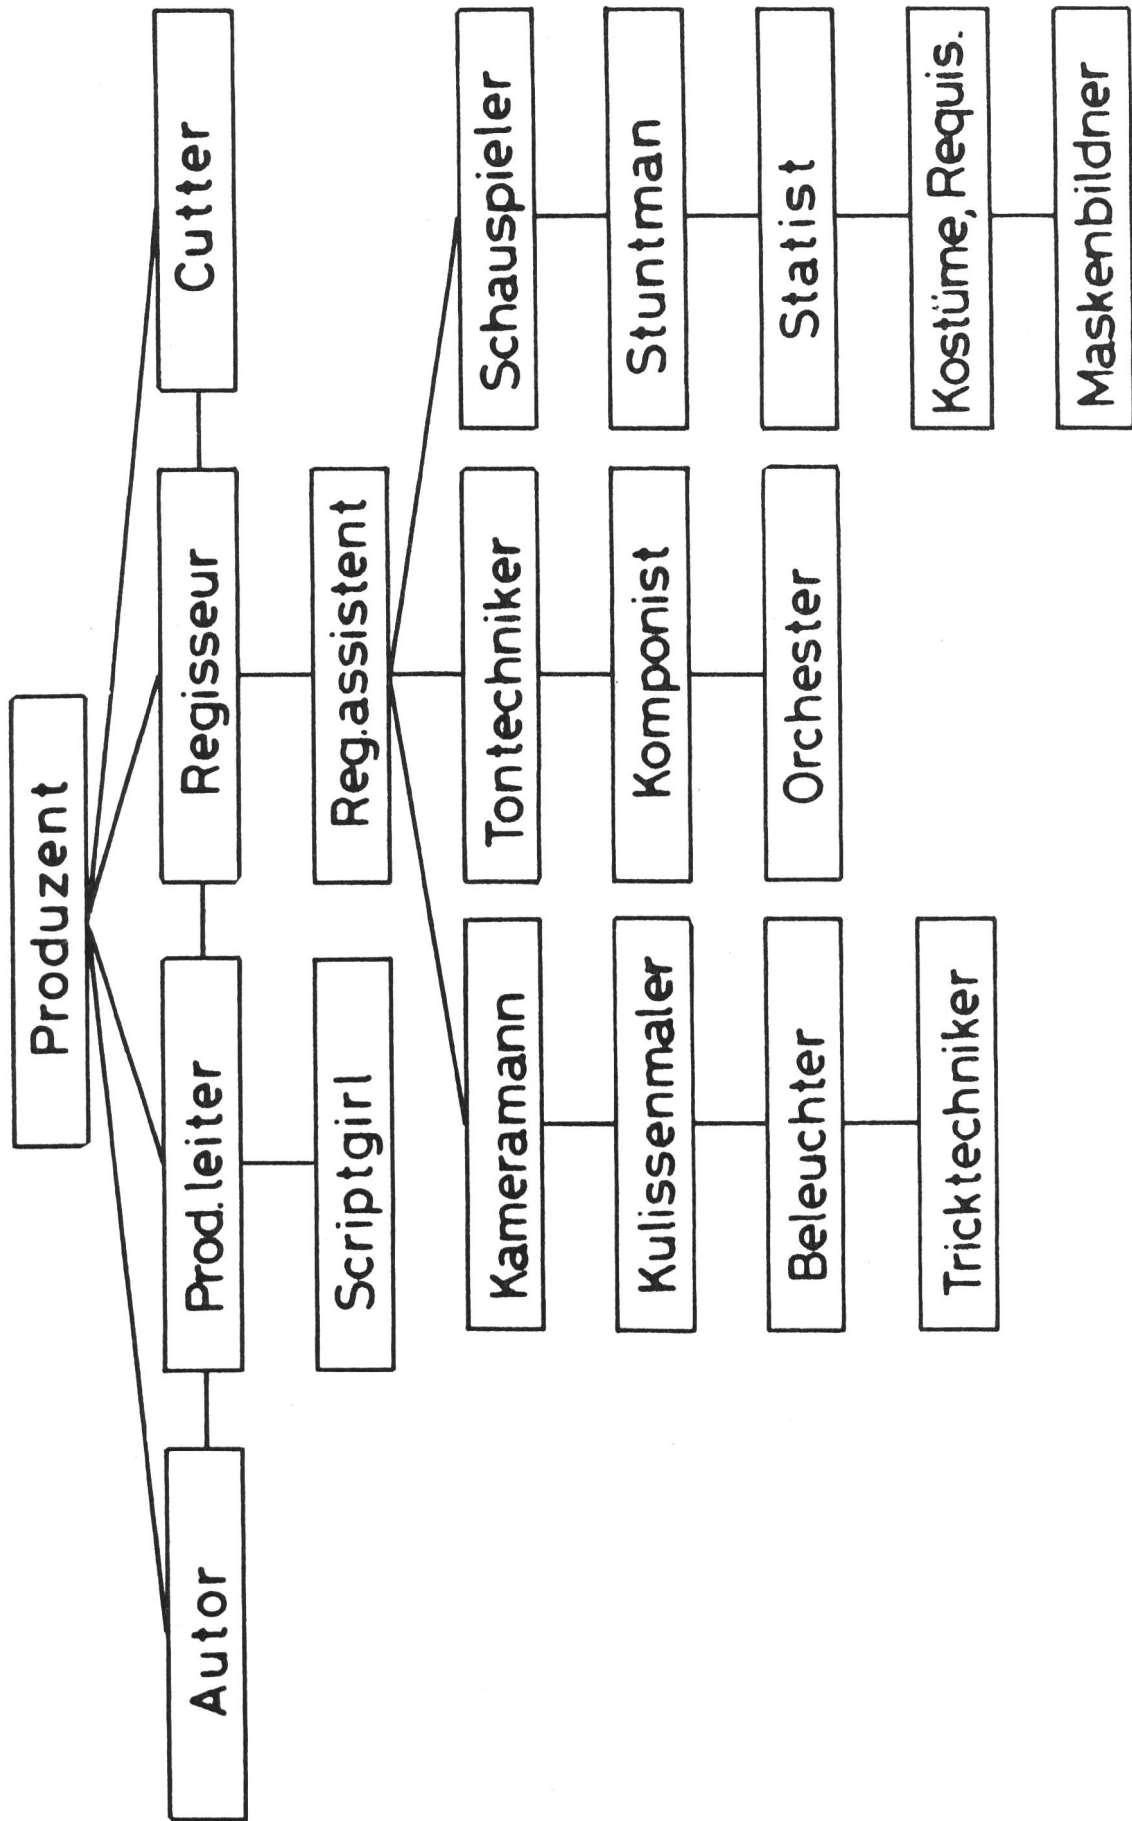 Produzent
Autor
Prod.leiter
Regisseur
Cutter
Scriptgirl
Reg.assistent
Kameramann
Tontechniker
Schauspieler
Kulissenmaler
Komponist
Stuntman
Beleuchter
Orchester
Statist
Tricktechniker
Kostüme, Requis.
Maskenbildner